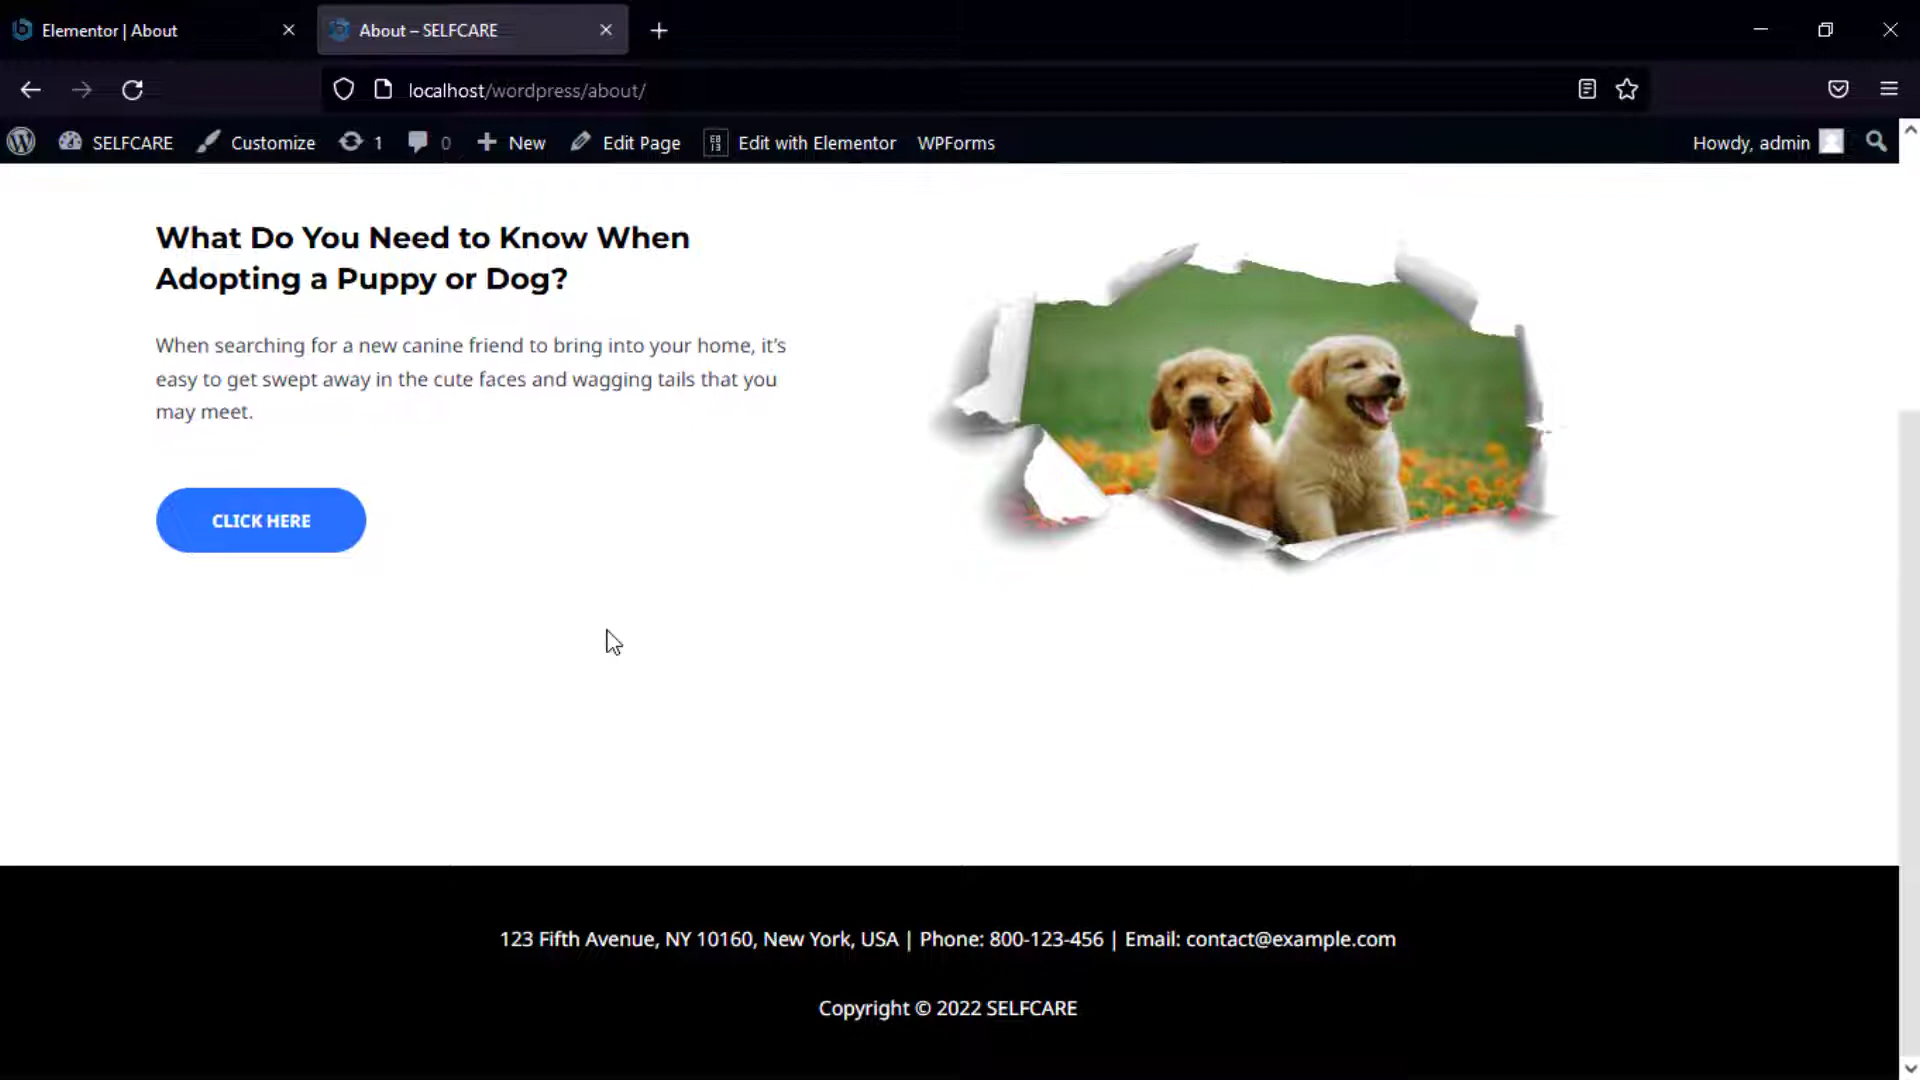 Elementor | About
About – SELFCARE
localhost/wordpress/about/
SELFCARE
Customize
1
0
New
Edit Page
Edit with Elementor
WPForms
Howdy, admin
What Do You Need to Know When
Adopting a Puppy or Dog?
When searching for a new canine friend to bring into your home, it's
easy to get swept away in the cute faces and wagging tails that you
may meet.
CLICK HERE
123 Fifth Avenue, NY 10160, New York, USA | Phone: 800-123-456 | Email: contact@example.com
Copyright © 2022 SELFCARE